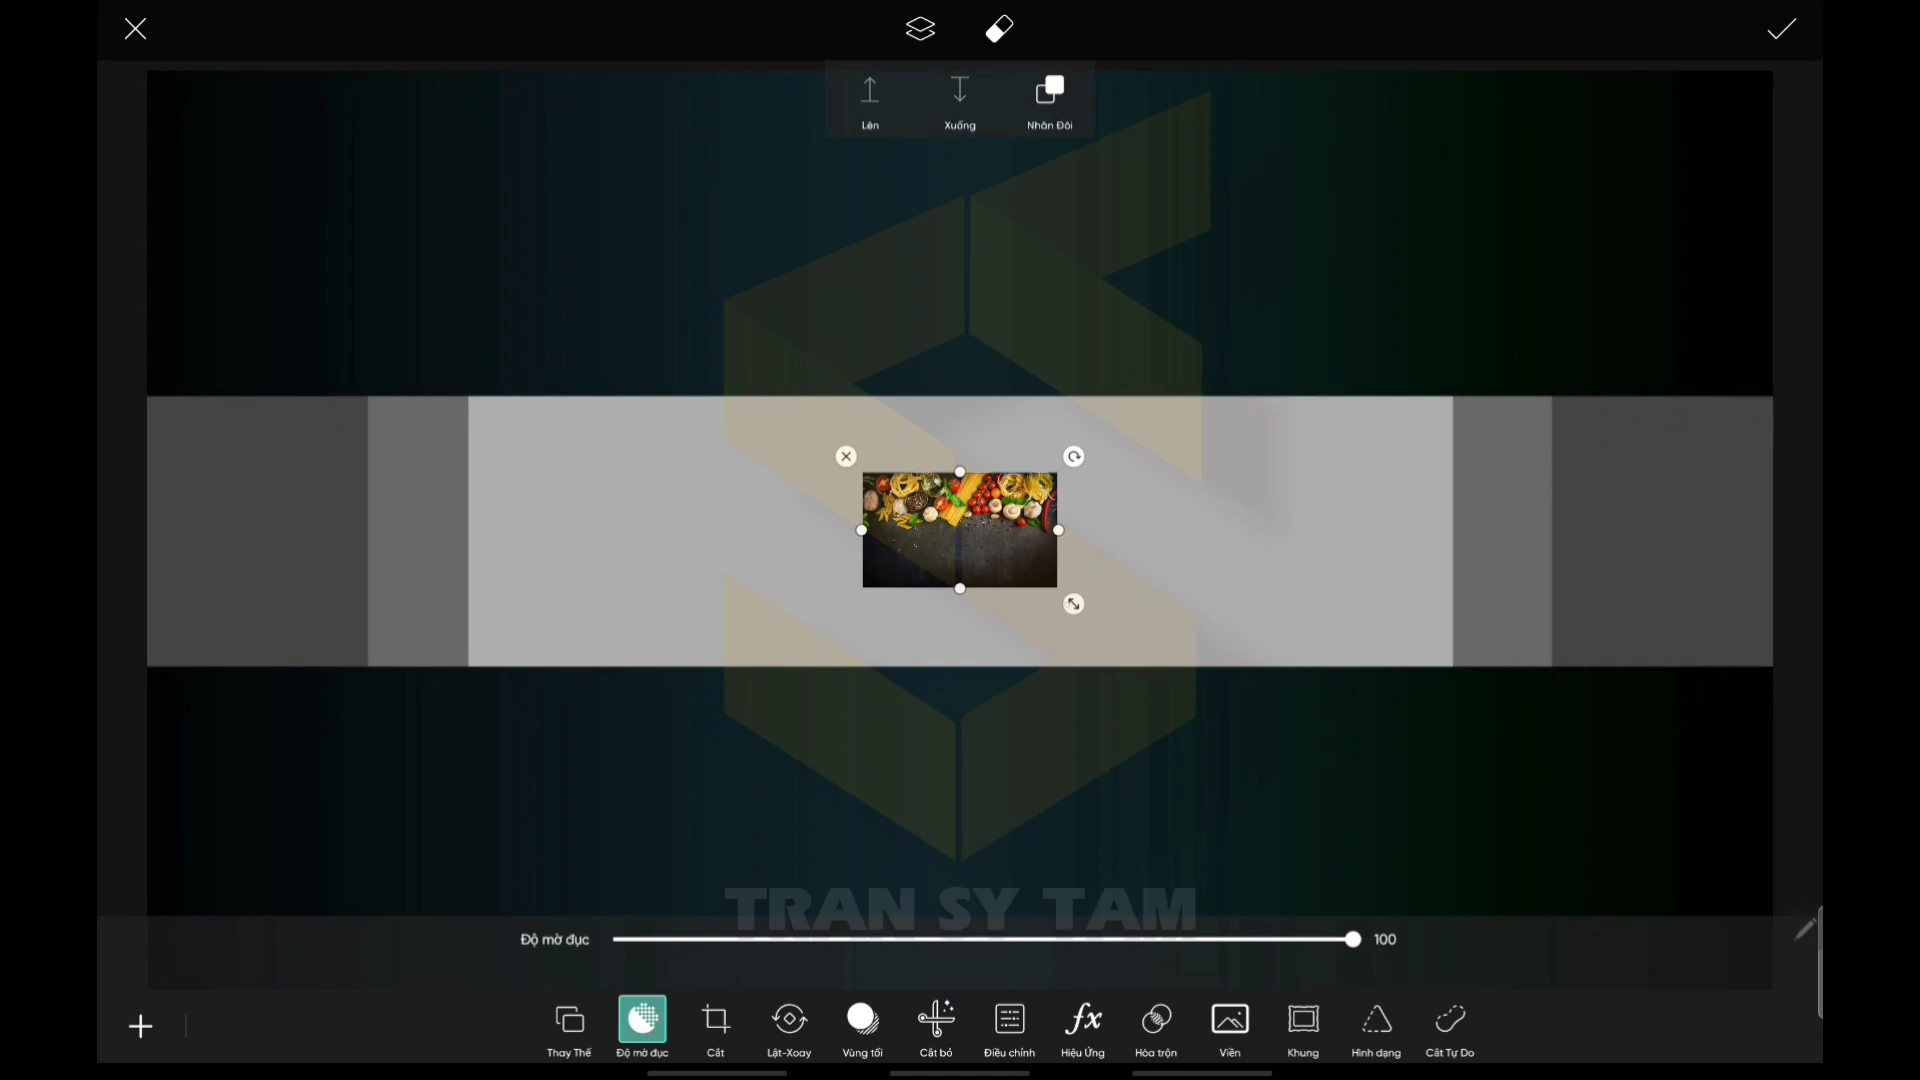 Lên
Xuống
Nhân Đôi
TRAN SY TAM
Độ mờ đục
100
Thay Thế
Độ mờ đục
Cắt
Lật-Xoay
Vùng tối
Cắt bỏ
Điều chỉnh
Hiệu Ứng
Hòa trộn
Viền
Khung
Hình dạng
Cắt Tự Do